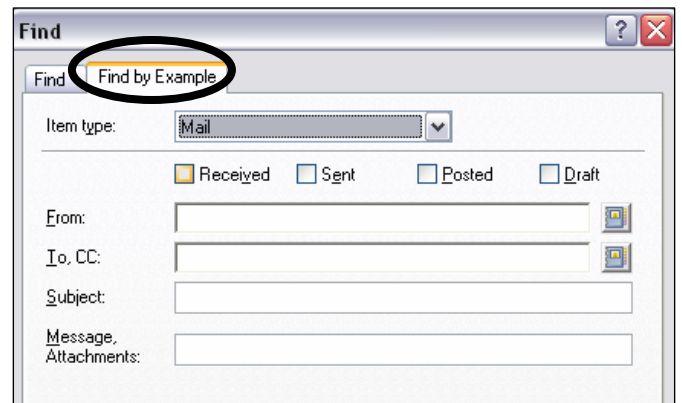 Find
Find Find by Example
Item type: Mail
Received Sent Posted Draft
From:
To, CC:
Subject:
Message,
Attachments: